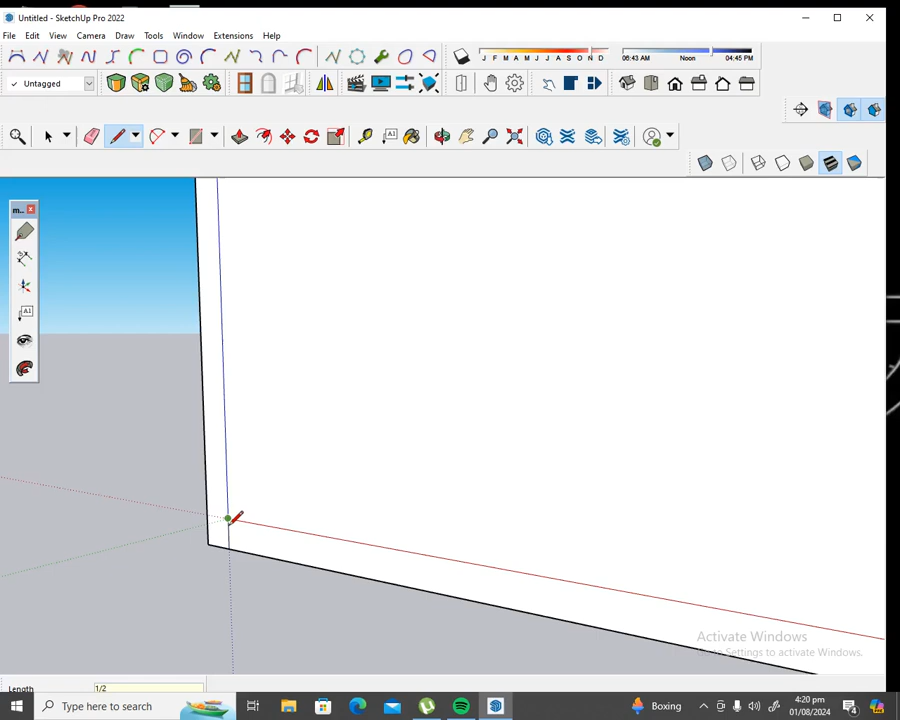 Untitled - SketchUp Pro 2022
File Edit View Camera Draw Tools Window Extensions Help
J F M A M J J A S O N D
06:43 AM Noon 04:45 PM
✓ Untagged
m...
A1
Activate Windows
Go to Settings to activate Windows.
Length 1/2
Type here to search
Boxing
4:20 pm
01/08/2024
4